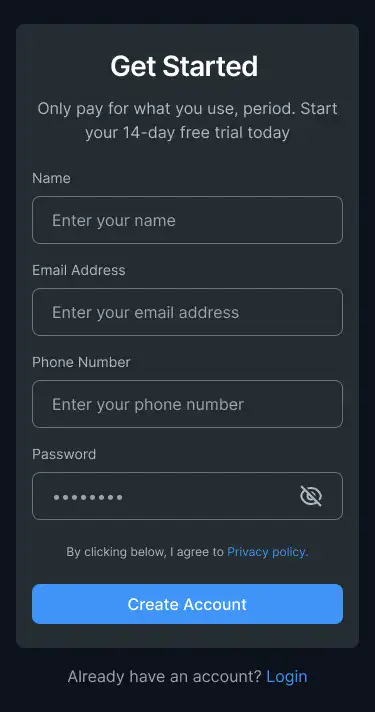 Get Started
Only pay for what you use, period. Start
your 14-day free trial today
Name
Enter your name
Email Address
Enter your email address
Phone Number
Enter your phone number
Password
••••••••
By clicking below, I agree to Privacy policy.
Create Account
Already have an account? Login